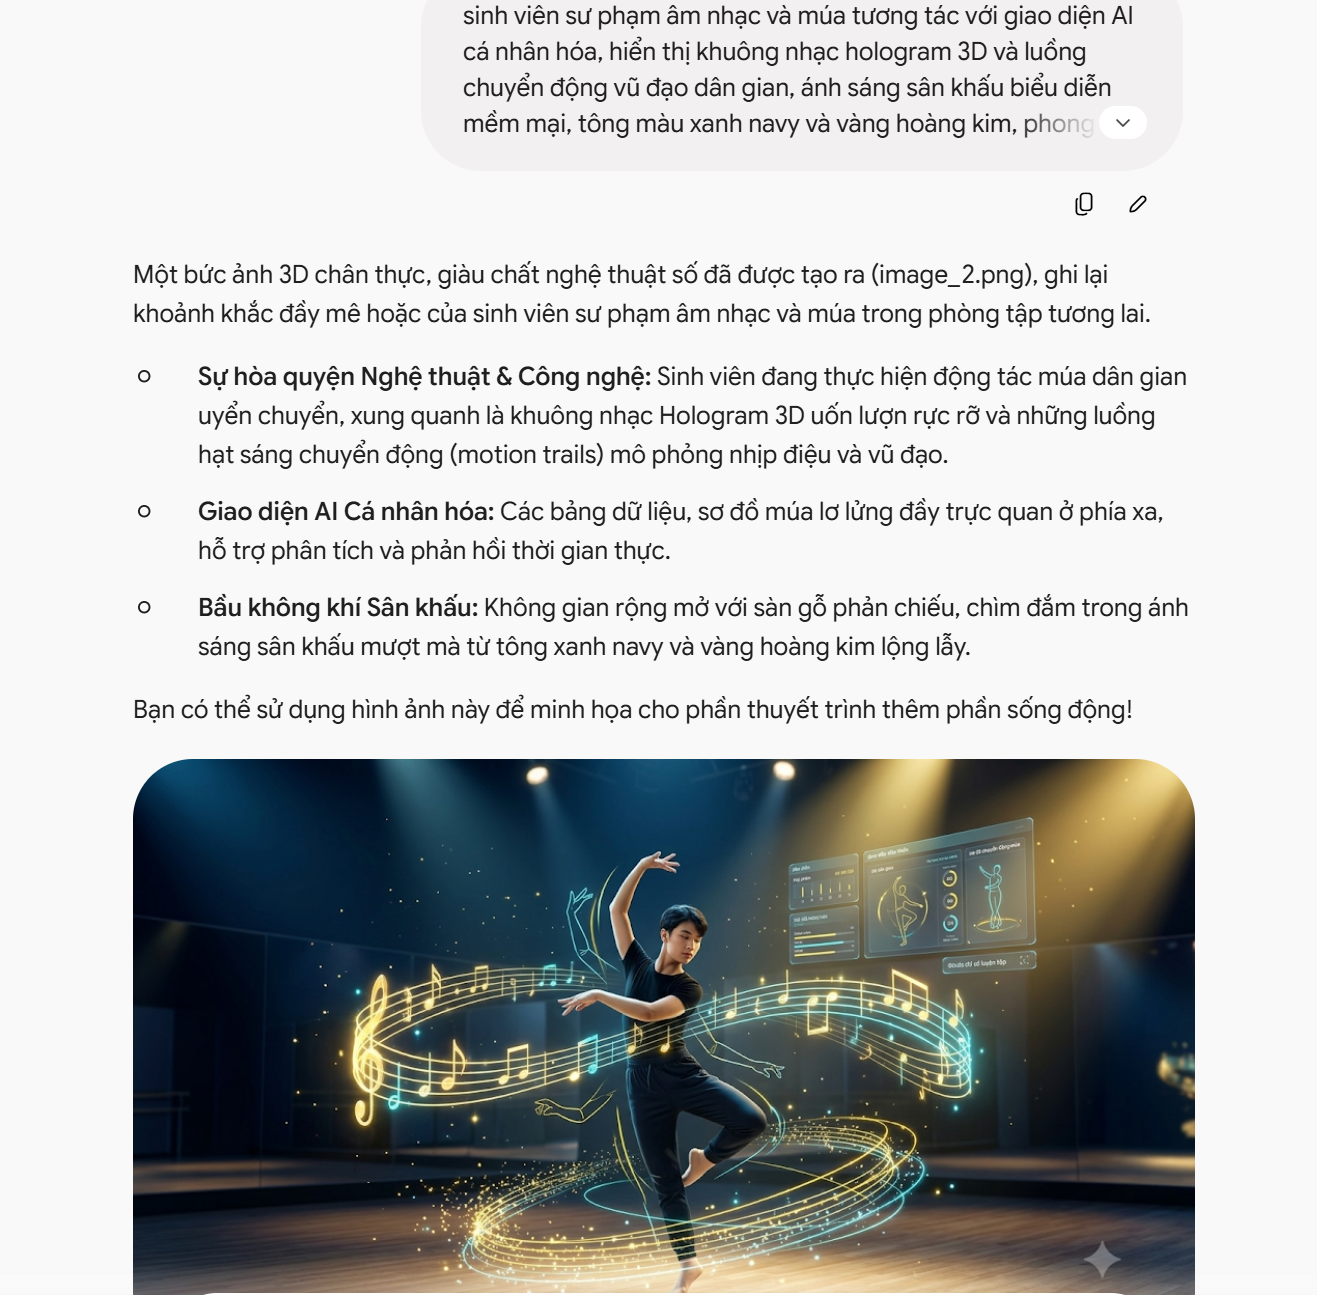 sinh viên sư phạm âm nhạc và múa tương tác với giao diện AI
cá nhân hóa, hiển thị khuông nhạc hologram 3D và luồng
chuyển động vũ đạo dân gian, ánh sáng sân khấu biểu diễn
mềm mại, tông màu xanh navy và vàng hoàng kim, phong
Một bức ảnh 3D chân thực, giàu chất nghệ thuật số đã được tạo ra (image_2.png), ghi lại
khoảnh khắc đầy mê hoặc của sinh viên sư phạm âm nhạc và múa trong phòng tập tương lai.
Sự hòa quyện Nghệ thuật & Công nghệ: Sinh viên đang thực hiện động tác múa dân gian
uyển chuyển, xung quanh là khuông nhạc Hologram 3D uốn lượn rực rỡ và những luồng
hạt sáng chuyển động (motion trails) mô phỏng nhịp điệu và vũ đạo.
Giao diện AI Cá nhân hóa: Các bảng dữ liệu, sơ đồ múa lơ lửng đầy trực quan ở phía xa,
hỗ trợ phân tích và phản hồi thời gian thực.
Bầu không khí Sân khấu: Không gian rộng mở với sàn gỗ phản chiếu, chìm đắm trong ánh
sáng sân khấu mượt mà từ tông xanh navy và vàng hoàng kim lộng lẫy.
Bạn có thể sử dụng hình ảnh này để minh họa cho phần thuyết trình thêm phần sống động!